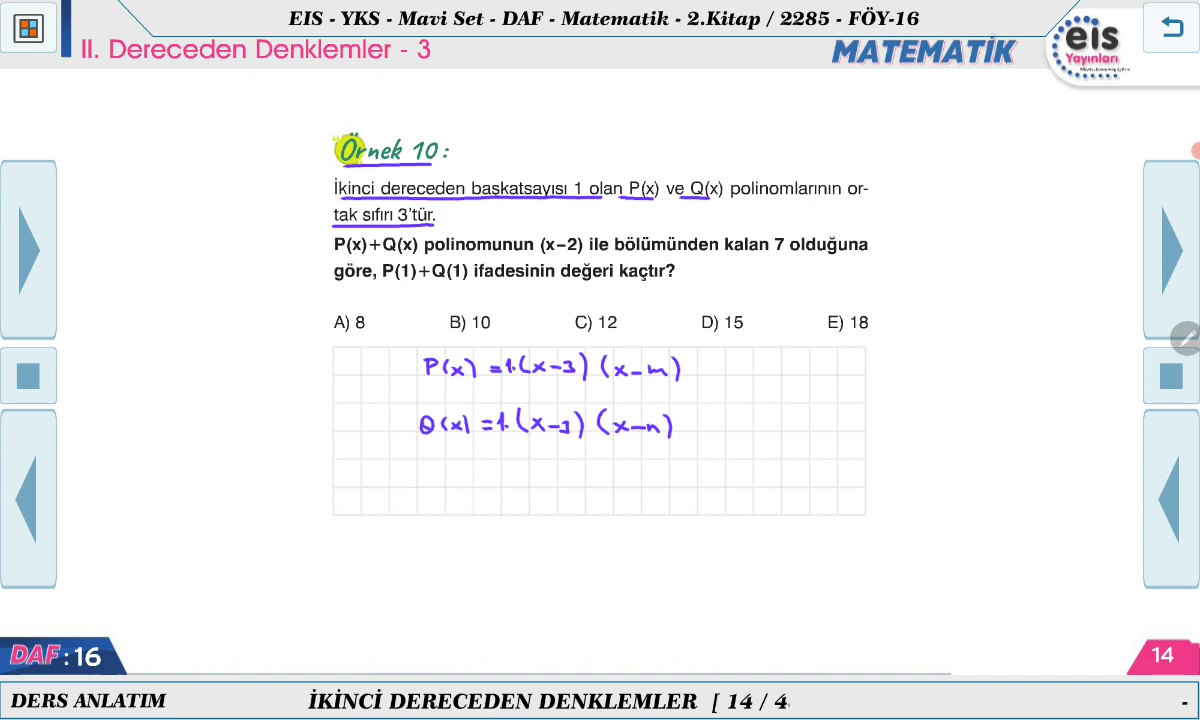 EIS - YKS - Mavi Set - DAF - Matematik - 2.Kitap / 2285 - FÖY-16
II. Dereceden Denklemler - 3
MATEMATİK
eis
Yayınları
Örnek 10:
İkinci dereceden başkatsayısı 1 olan P(x) ve Q(x) polinomlarının or-
tak sıfırı 3'tür.
P(x)+Q(x) polinomunun (x−2) ile bölümünden kalan 7 olduğuna
göre, P(1)+Q(1) ifadesinin değeri kaçtır?
A) 8 B) 10 C) 12 D) 15 E) 18
P(x) = 1.(x-3) (x-m)
Q(x) = 1.(x-3) (x-n)
DAF : 16
14
DERS ANLATIM İKİNCİ DERECEDEN DENKLEMLER [ 14 / 4 -